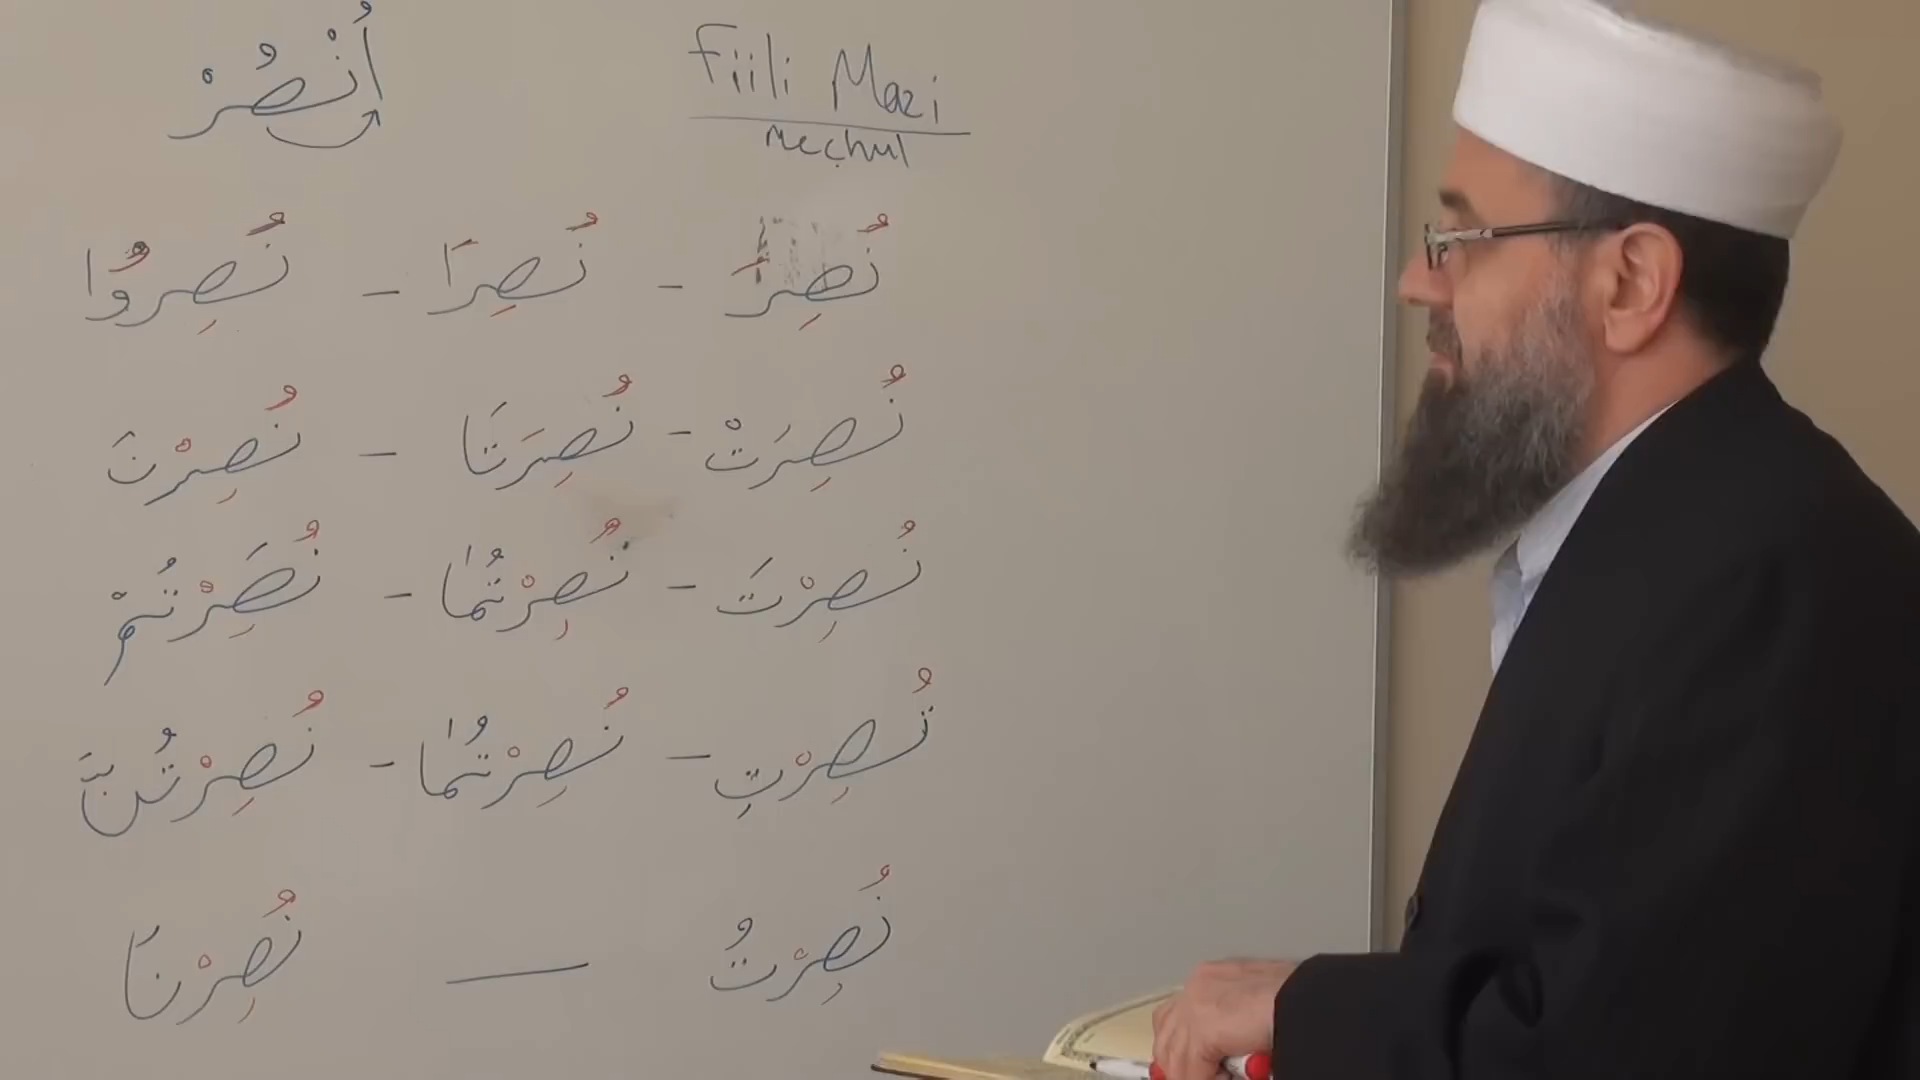 Fiili Mazi
Mechul
اُنْصُرْ
نُصِرَ - نُصِرَا - نُصِرُوا
نُصِرَتْ - نُصِرَتَا - نُصِرْنَ
نُصِرْتَ - نُصِرْتُمَا - نُصَِرْتُمْ
نُصِرْتِ - نُصِرْتُمَا - نُصِرْتُنَّ
نُصِرْتُ — نُصِرْنَا